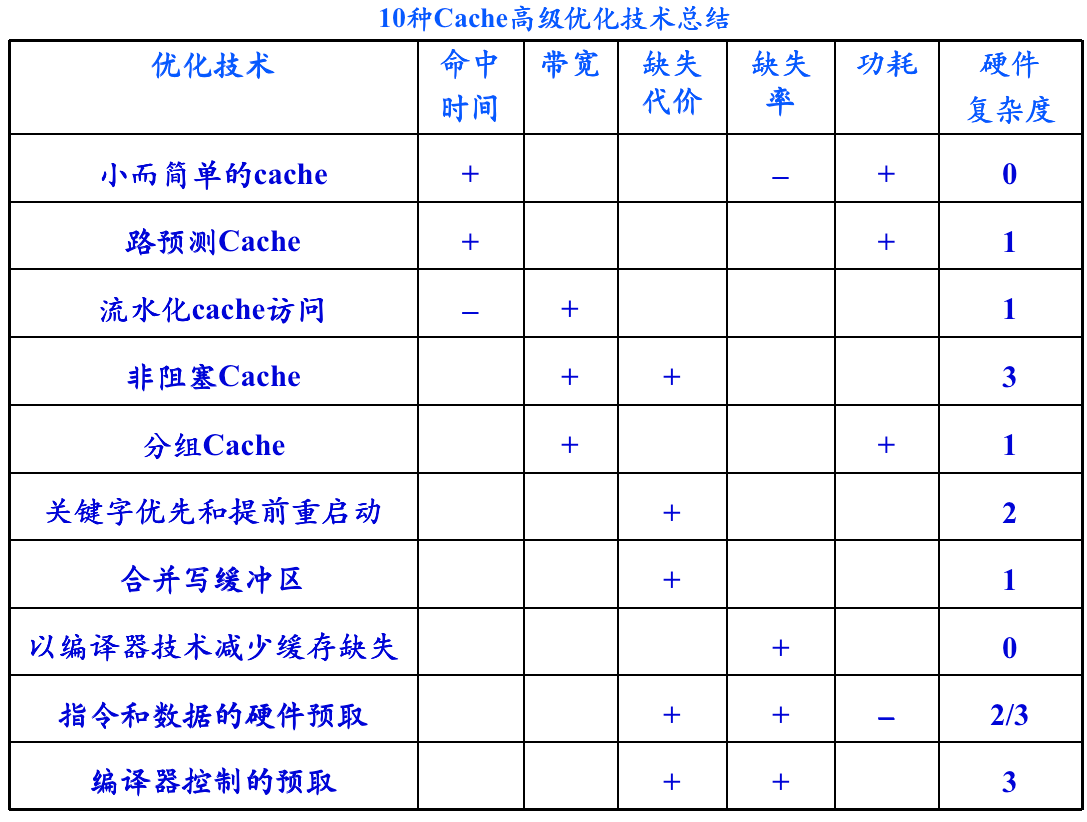 10种Cache高级优化技术总结
优化技术 命中时间 带宽 缺失代价 缺失率 功耗 硬件复杂度
小而简单的cache + – + 0
路预测Cache + + 1
流水化cache访问 – + 1
非阻塞Cache + + 3
分组Cache + + 1
关键字优先和提前重启动 + 2
合并写缓冲区 + 1
以编译器技术减少缓存缺失 + 0
指令和数据的硬件预取 + + – 2/3
编译器控制的预取 + + 3